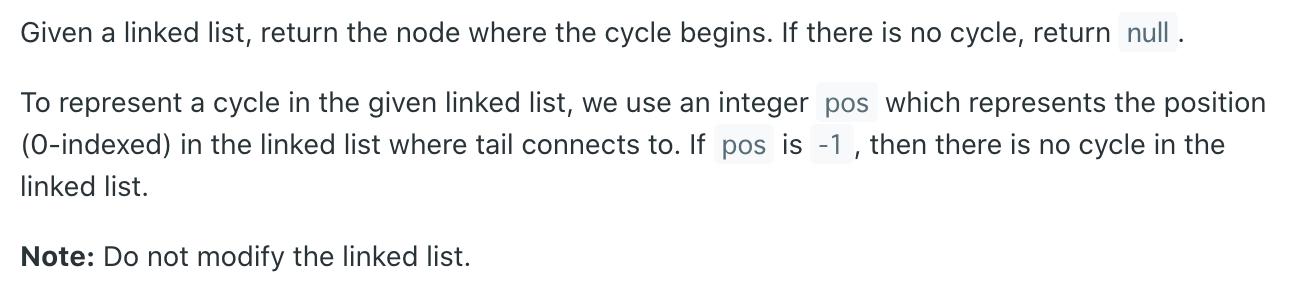 Given a linked list, return the node where the cycle begins. If there is no cycle, return null.
To represent a cycle in the given linked list, we use an integer pos which represents the position
(0-indexed) in the linked list where tail connects to. If pos is -1, then there is no cycle in the
linked list.
Note: Do not modify the linked list.